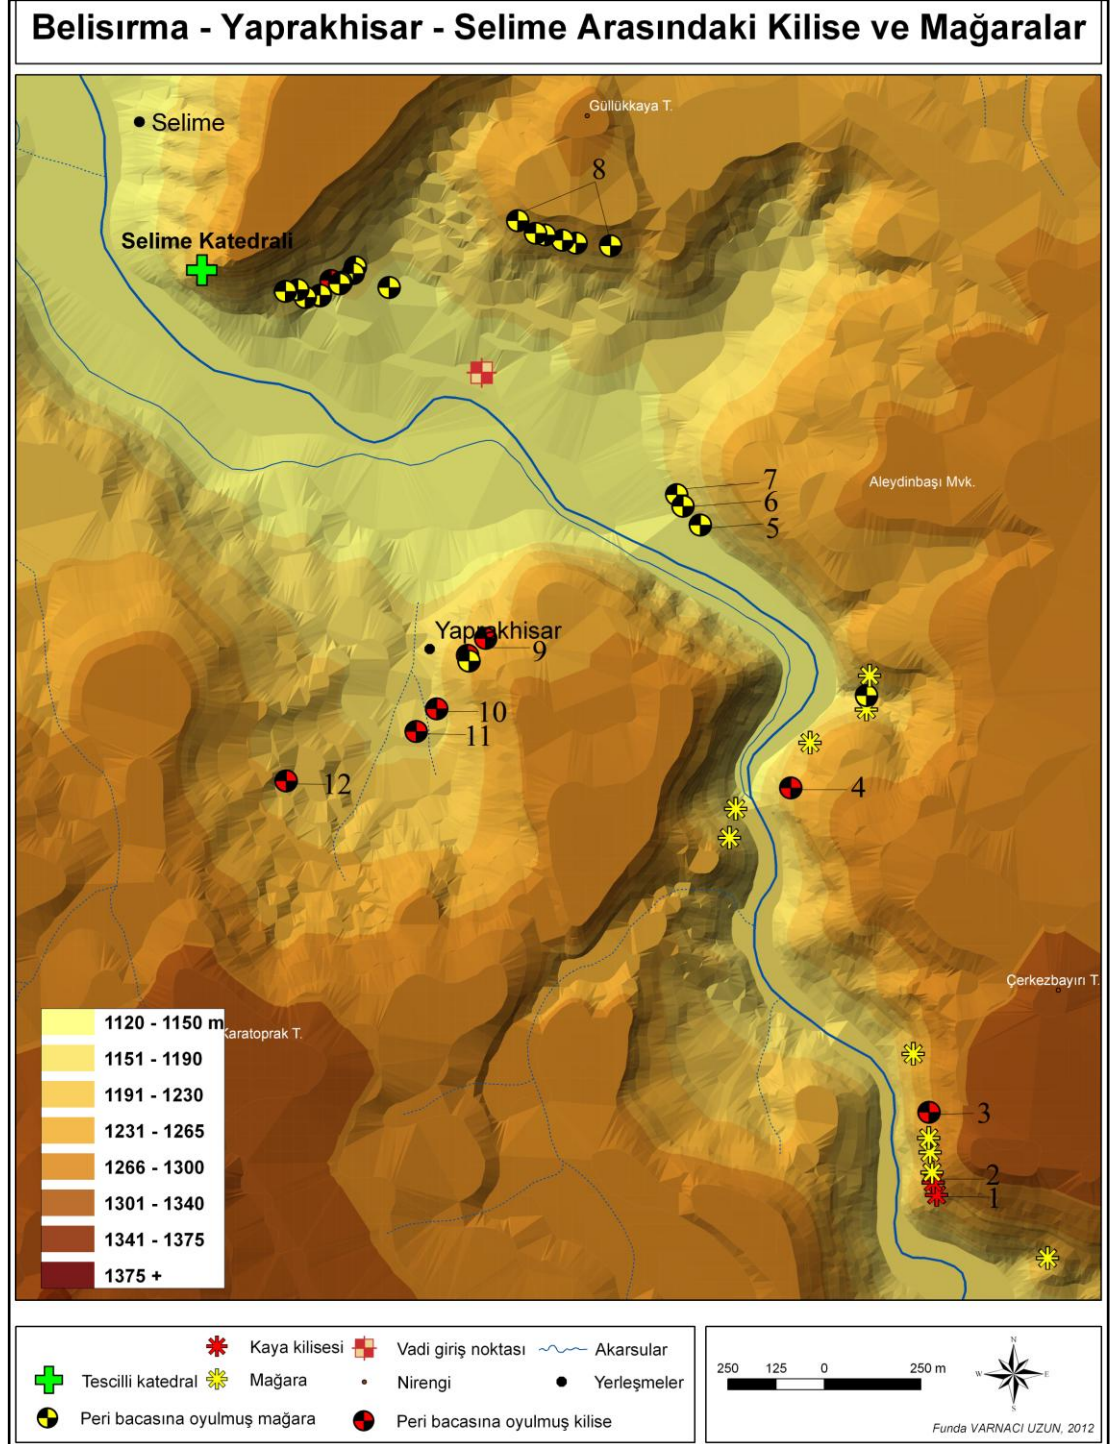 Belisırma - Yaprakhisar - Selime Arasındaki Kilise ve Mağaralar
Güllükkaya T.
Selime
8
Selime Katedrali
7
Aleydinbaşı Mvk.
6
5
Yaprakhisar
9
10
11
12
4
Çerkezbayırı T.
Karatoprak T.
1120 - 1150 m
1151 - 1190
1191 - 1230
1231 - 1265
1266 - 1300
1301 - 1340
1341 - 1375
1375 +
3
2
1
Kaya kilisesi
Vadi giriş noktası
Akarsular
Tescilli katedral
Mağara
Nirengi
Yerleşmeler
Peri bacasına oyulmuş mağara
Peri bacasına oyulmuş kilise
250 125 0 250 m
N
W E
S
Funda VARNACI UZUN, 2012